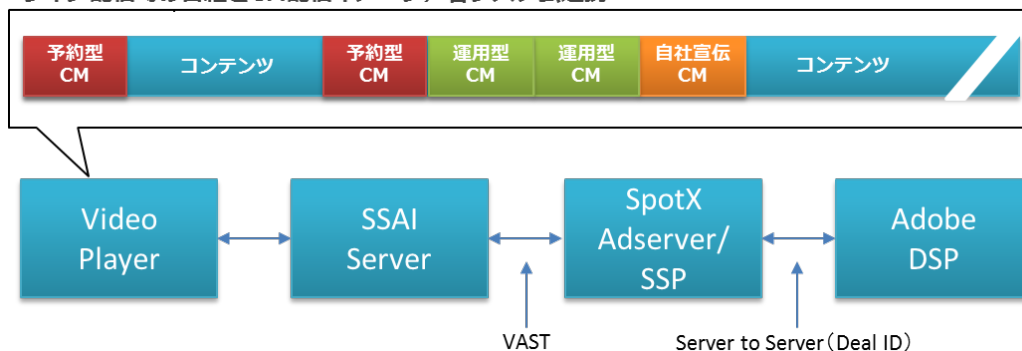 予約型
CM
コンテンツ
予約型
CM
運用型
CM
運用型
CM
自社宣伝
CM
コンテンツ
Video
Player
SSAI
Server
SpotX
Adserver/
SSP
Adobe
DSP
VAST
Server to Server(Deal ID)